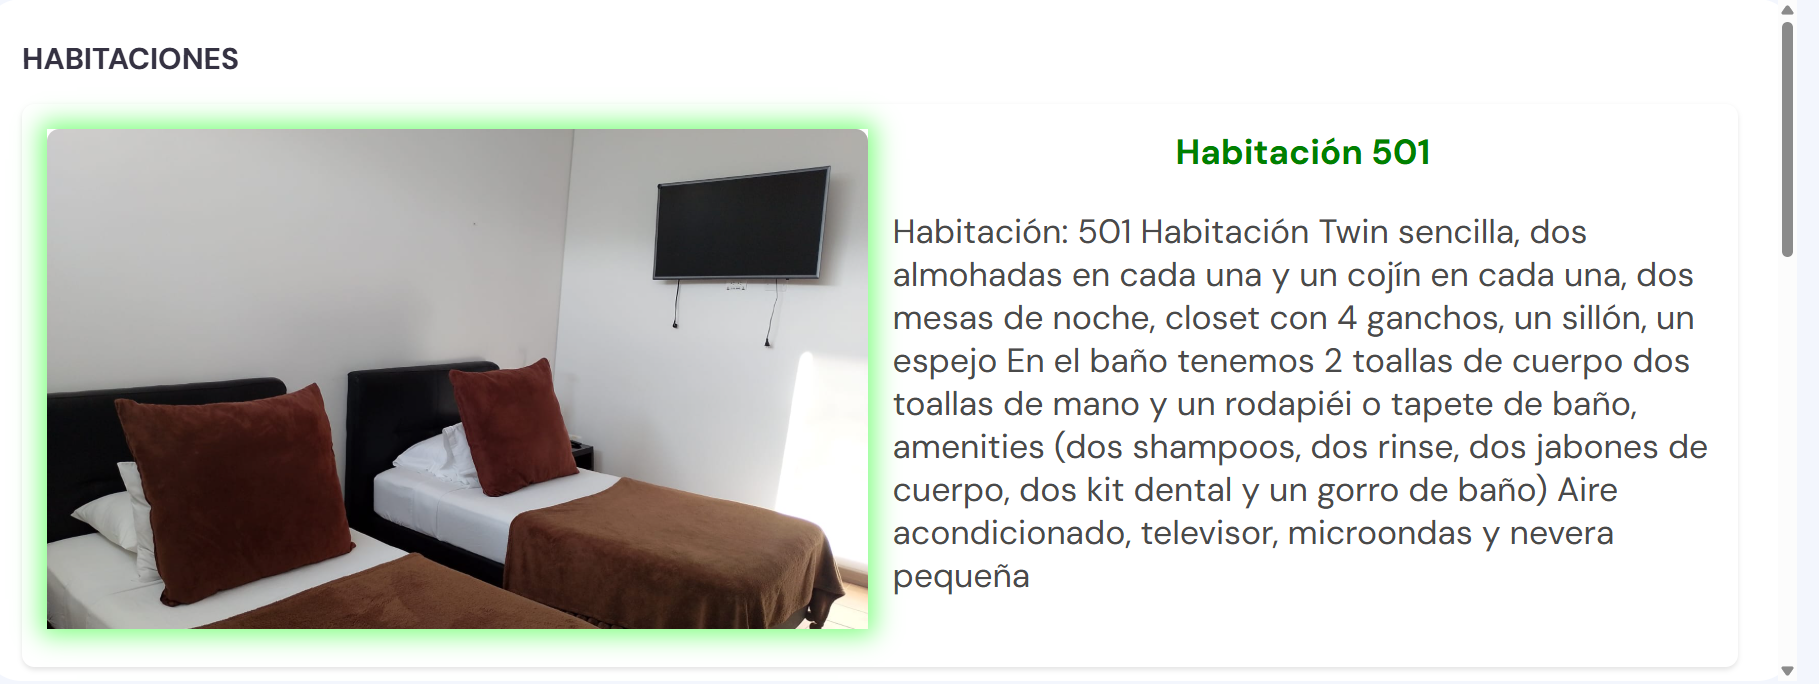 HABITACIONES
Habitación 501
Habitación: 501 Habitación Twin sencilla, dos
almohadas en cada una y un cojín en cada una, dos
mesas de noche, closet con 4 ganchos, un sillón, un
espejo En el baño tenemos 2 toallas de cuerpo dos
toallas de mano y un rodapiéi o tapete de baño,
amenities (dos shampoos, dos rinse, dos jabones de
cuerpo, dos kit dental y un gorro de baño) Aire
acondicionado, televisor, microondas y nevera
pequeña